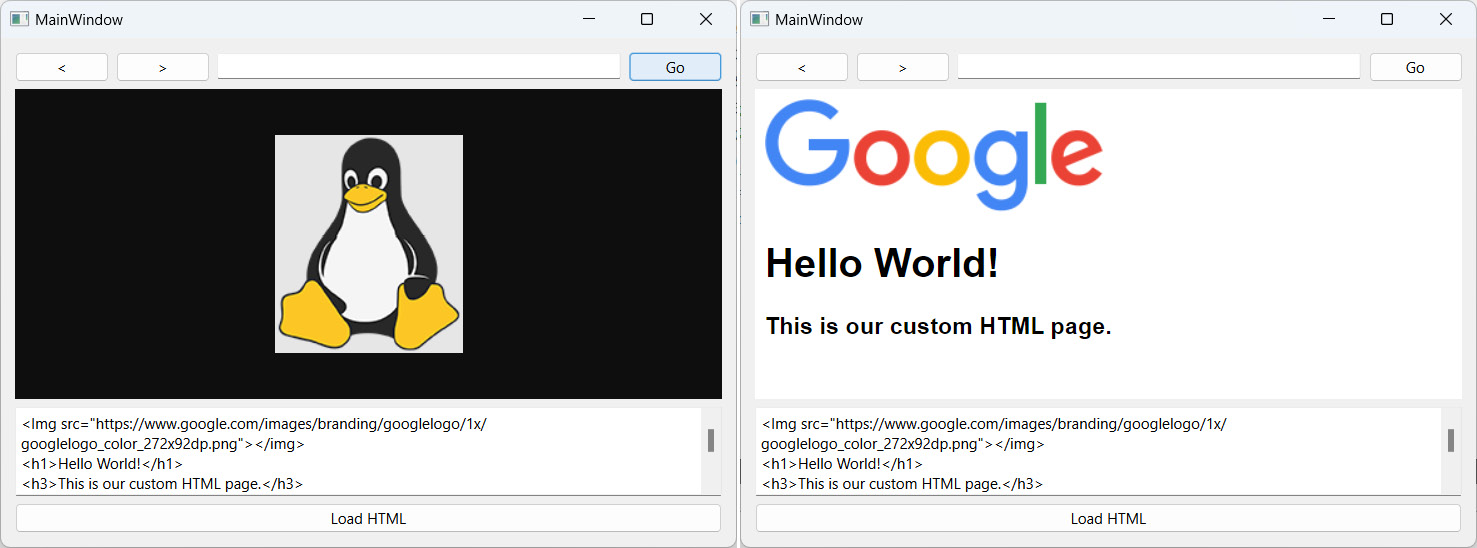 MainWindow
<
>
Go
<Img src="https://www.google.com/images/branding/googlelogo/1x/
googlelogo_color_272x92dp.png"></img>
<h1>Hello World!</h1>
<h3>This is our custom HTML page.</h3>
Load HTML
MainWindow
<
>
Go
Google
Hello World!
This is our custom HTML page.
<Img src="https://www.google.com/images/branding/googlelogo/1x/
googlelogo_color_272x92dp.png"></img>
<h1>Hello World!</h1>
<h3>This is our custom HTML page.</h3>
Load HTML